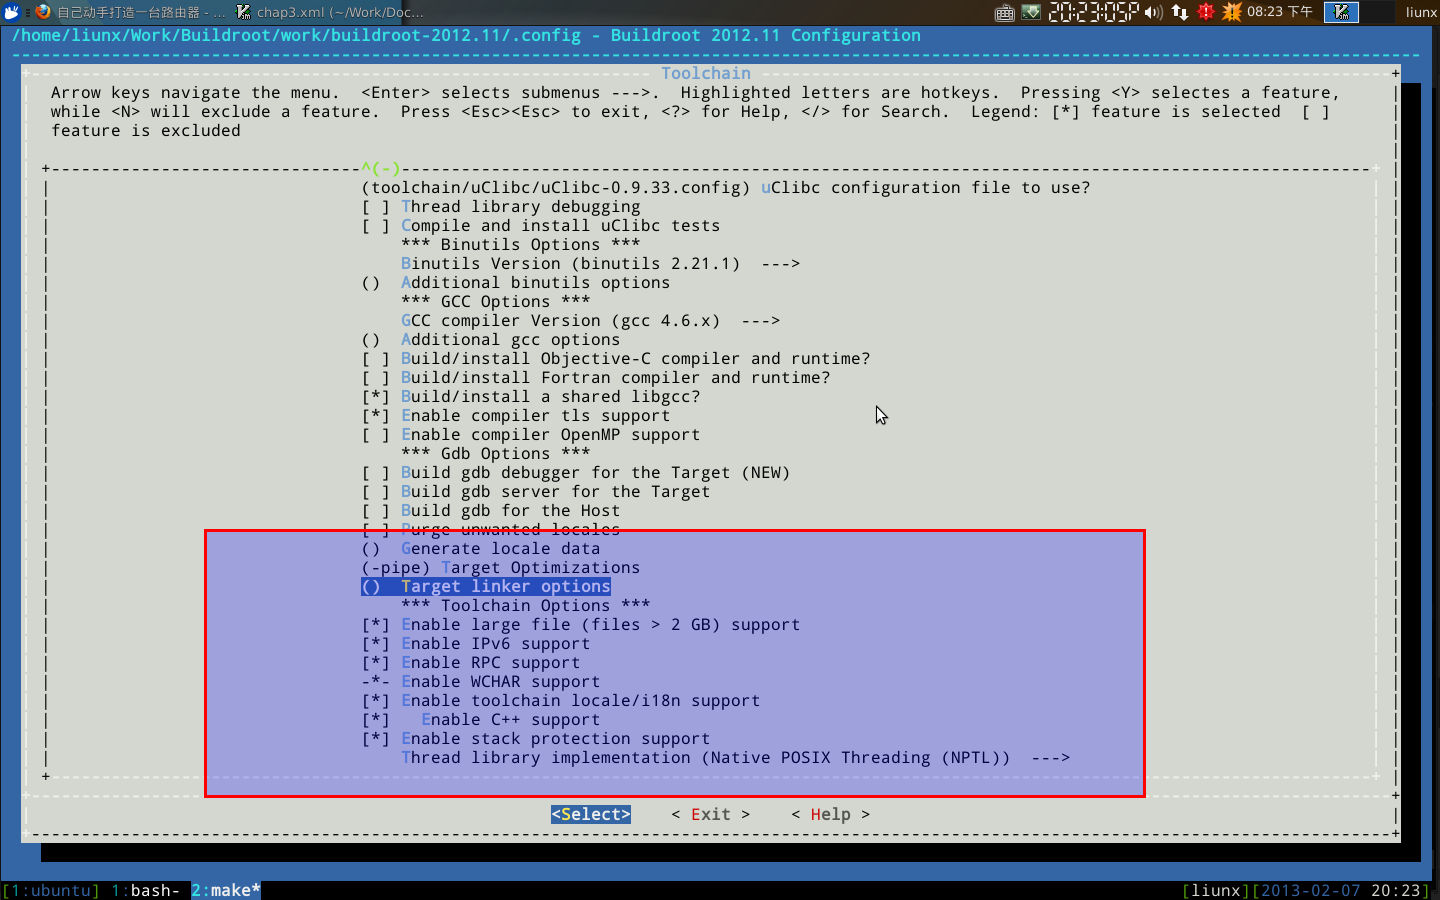 自己动手打造一台路由器 - ... chap3.xml (~/Work/Doc... 20:23:05P 08:23 下午 liunx
/home/liunx/Work/Buildroot/work/buildroot-2012.11/.config - Buildroot 2012.11 Configuration
Toolchain
Arrow keys navigate the menu.  <Enter> selects submenus --->.  Highlighted letters are hotkeys.  Pressing <Y> selectes a feature,
while <N> will exclude a feature.  Press <Esc><Esc> to exit, <?> for Help, </> for Search.  Legend: [*] feature is selected  [ ]
feature is excluded
^(-)
(toolchain/uClibc/uClibc-0.9.33.config) uClibc configuration file to use?
[ ] Thread library debugging
[ ] Compile and install uClibc tests
*** Binutils Options ***
Binutils Version (binutils 2.21.1)  --->
()  Additional binutils options
*** GCC Options ***
GCC compiler Version (gcc 4.6.x)  --->
()  Additional gcc options
[ ] Build/install Objective-C compiler and runtime?
[ ] Build/install Fortran compiler and runtime?
[*] Build/install a shared libgcc?
[*] Enable compiler tls support
[ ] Enable compiler OpenMP support
*** Gdb Options ***
[ ] Build gdb debugger for the Target (NEW)
[ ] Build gdb server for the Target
[ ] Build gdb for the Host
[ ] Purge unwanted locales
()  Generate locale data
(-pipe) Target Optimizations
()  Target linker options
*** Toolchain Options ***
[*] Enable large file (files > 2 GB) support
[*] Enable IPv6 support
[*] Enable RPC support
-*- Enable WCHAR support
[*] Enable toolchain locale/i18n support
[*]   Enable C++ support
[*] Enable stack protection support
Thread library implementation (Native POSIX Threading (NPTL))  --->
<Select>    < Exit >    < Help >
[1:ubuntu] 1:bash- 2:make* [liunx][2013-02-07 20:23]